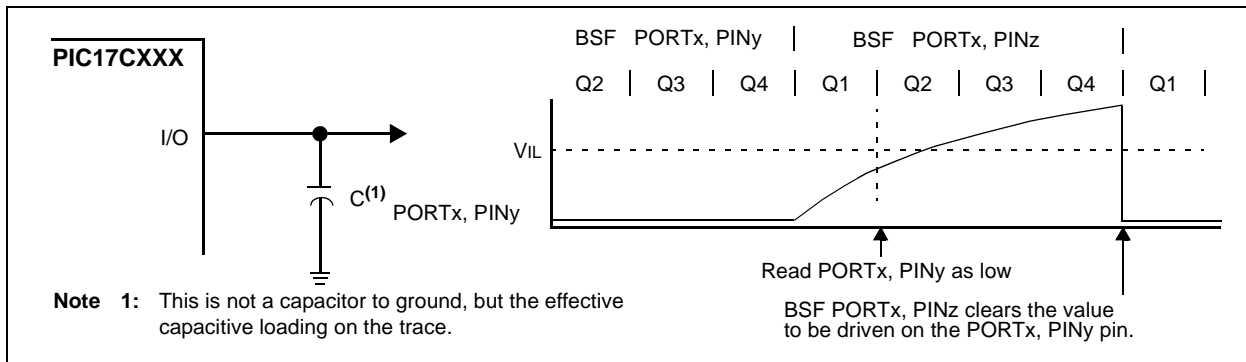 PIC17CXXX
I/O
C(1)
PORTx, PINy
Note 1: This is not a capacitor to ground, but the effective
capacitive loading on the trace.
BSF PORTx, PINy | BSF PORTx, PINz |
Q2 | Q3 | Q4 | Q1 | Q2 | Q3 | Q4 | Q1 |
VIL
Read PORTx, PINy as low
BSF PORTx, PINz clears the value
to be driven on the PORTx, PINy pin.